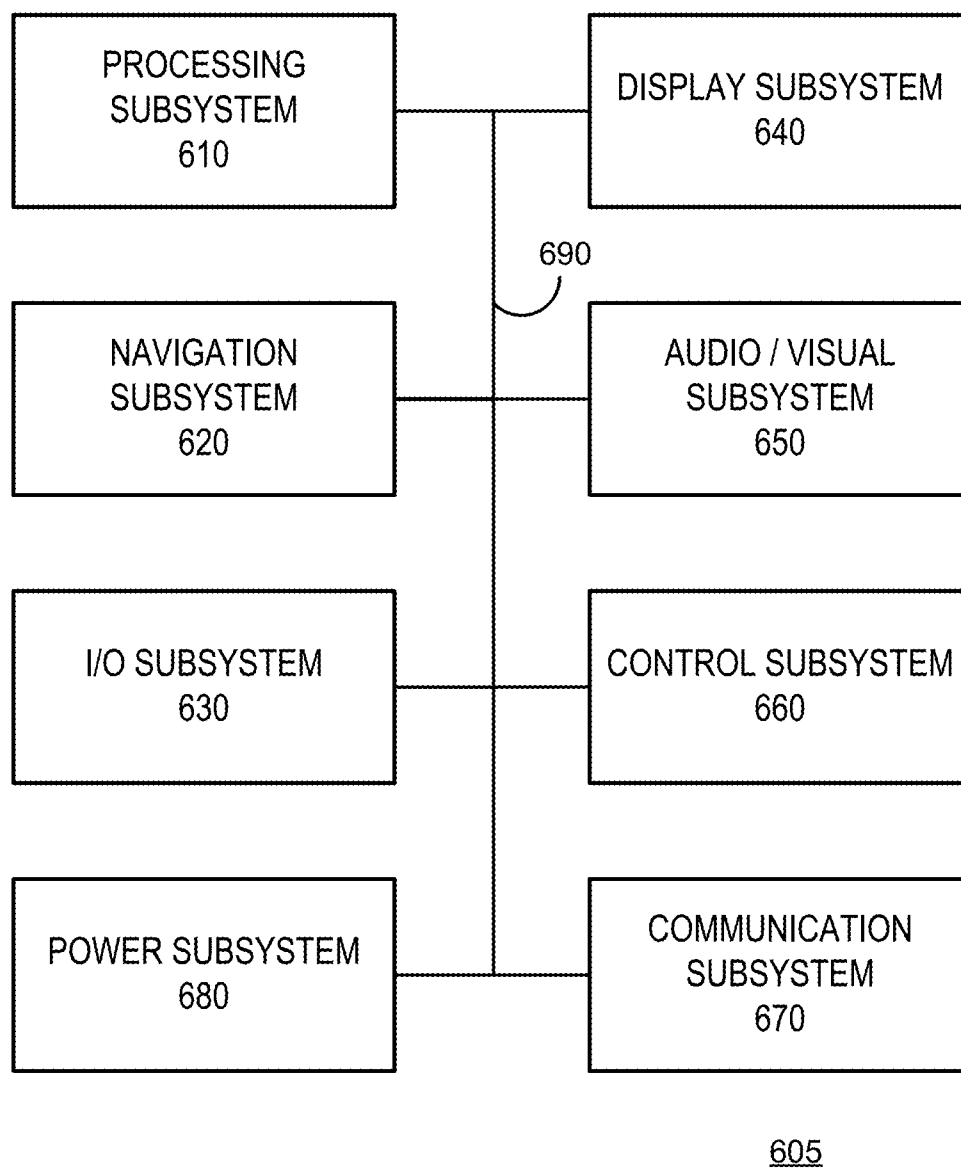 PROCESSING
SUBSYSTEM
610
DISPLAY SUBSYSTEM
640
690
NAVIGATION
SUBSYSTEM
620
AUDIO / VISUAL
SUBSYSTEM
650
I/O SUBSYSTEM
630
CONTROL SUBSYSTEM
660
POWER SUBSYSTEM
680
COMMUNICATION
SUBSYSTEM
670
605